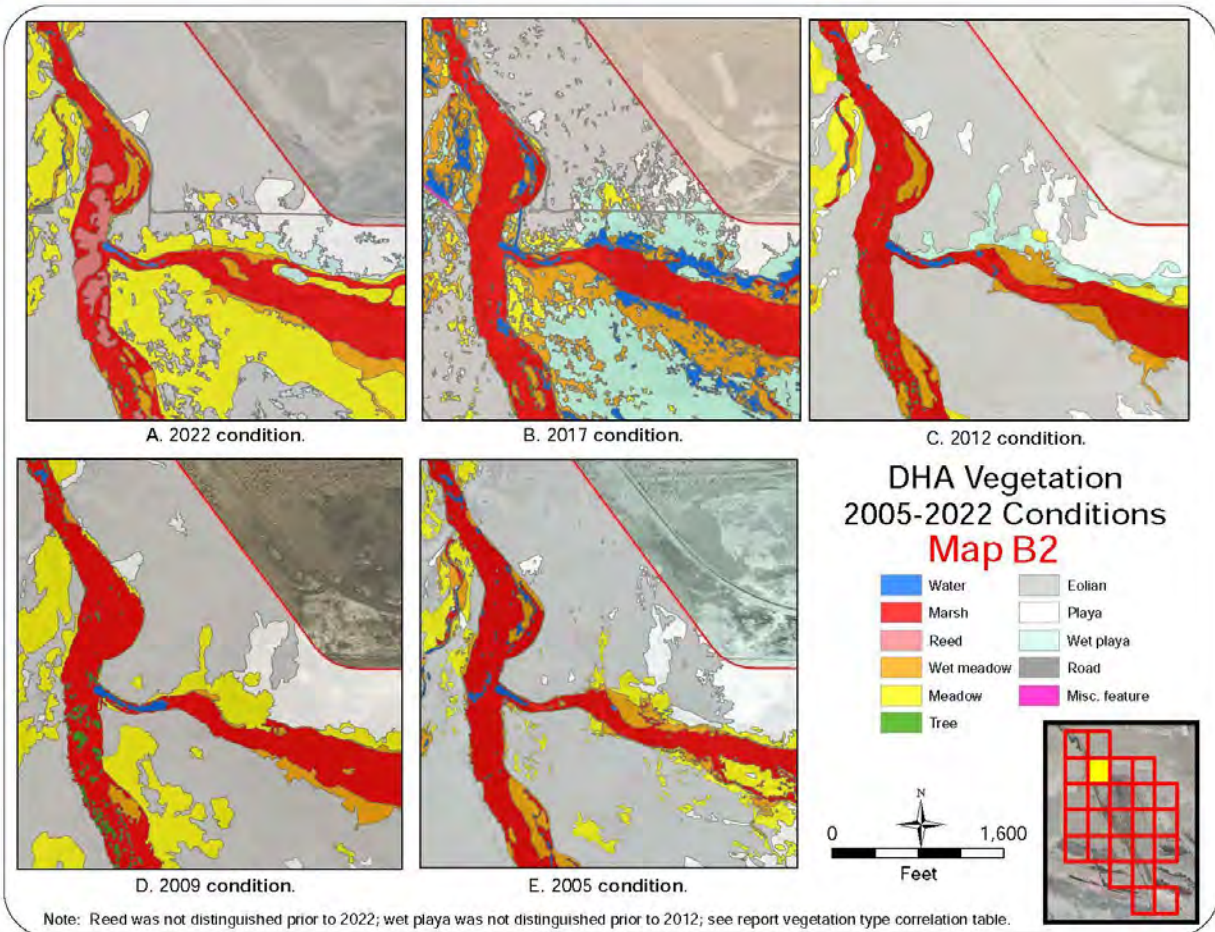 A. 2022 condition.
B. 2017 condition.
C. 2012 condition.
DHA Vegetation
2005-2022 Conditions
Map B2
Water
Marsh
Reed
Wet meadow
Meadow
Tree
Eolian
Playa
Wet playa
Road
Misc. feature
N
0 1,600
Feet
D. 2009 condition.
E. 2005 condition.
Note: Reed was not distinguished prior to 2022; wet playa was not distinguished prior to 2012; see report vegetation type correlation table.